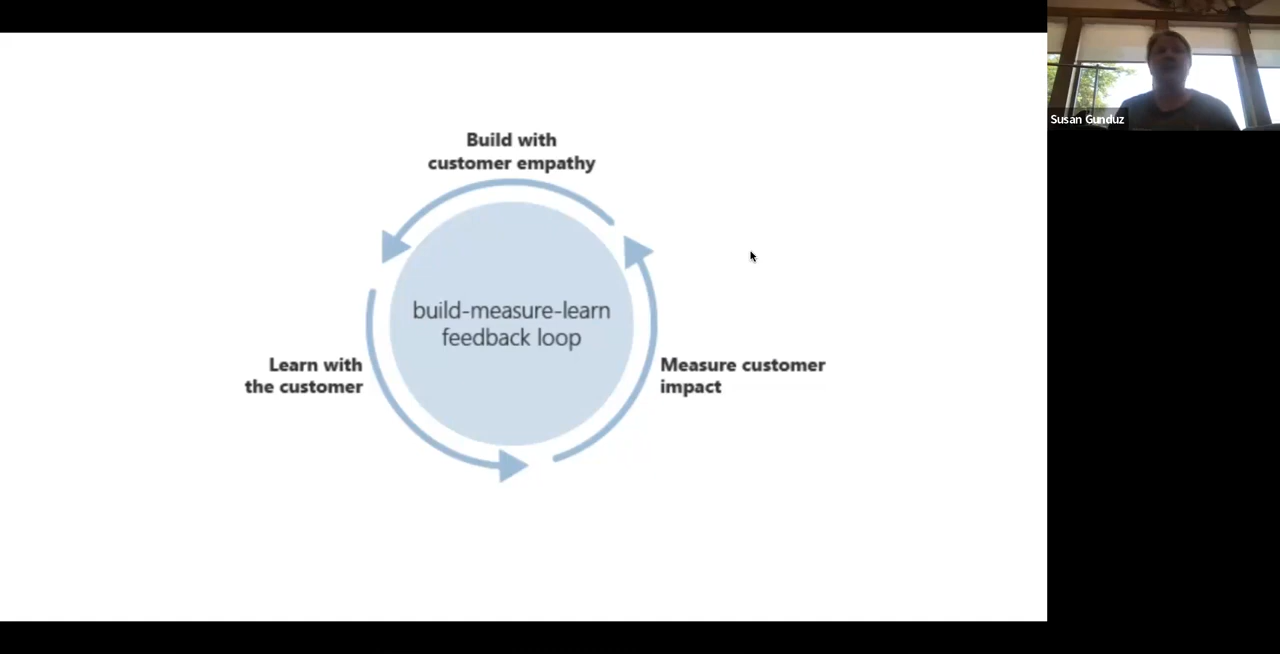 Build with
customer empathy
build-measure-learn
feedback loop
Learn with
the customer
Measure customer
impact
Susan Gunduz